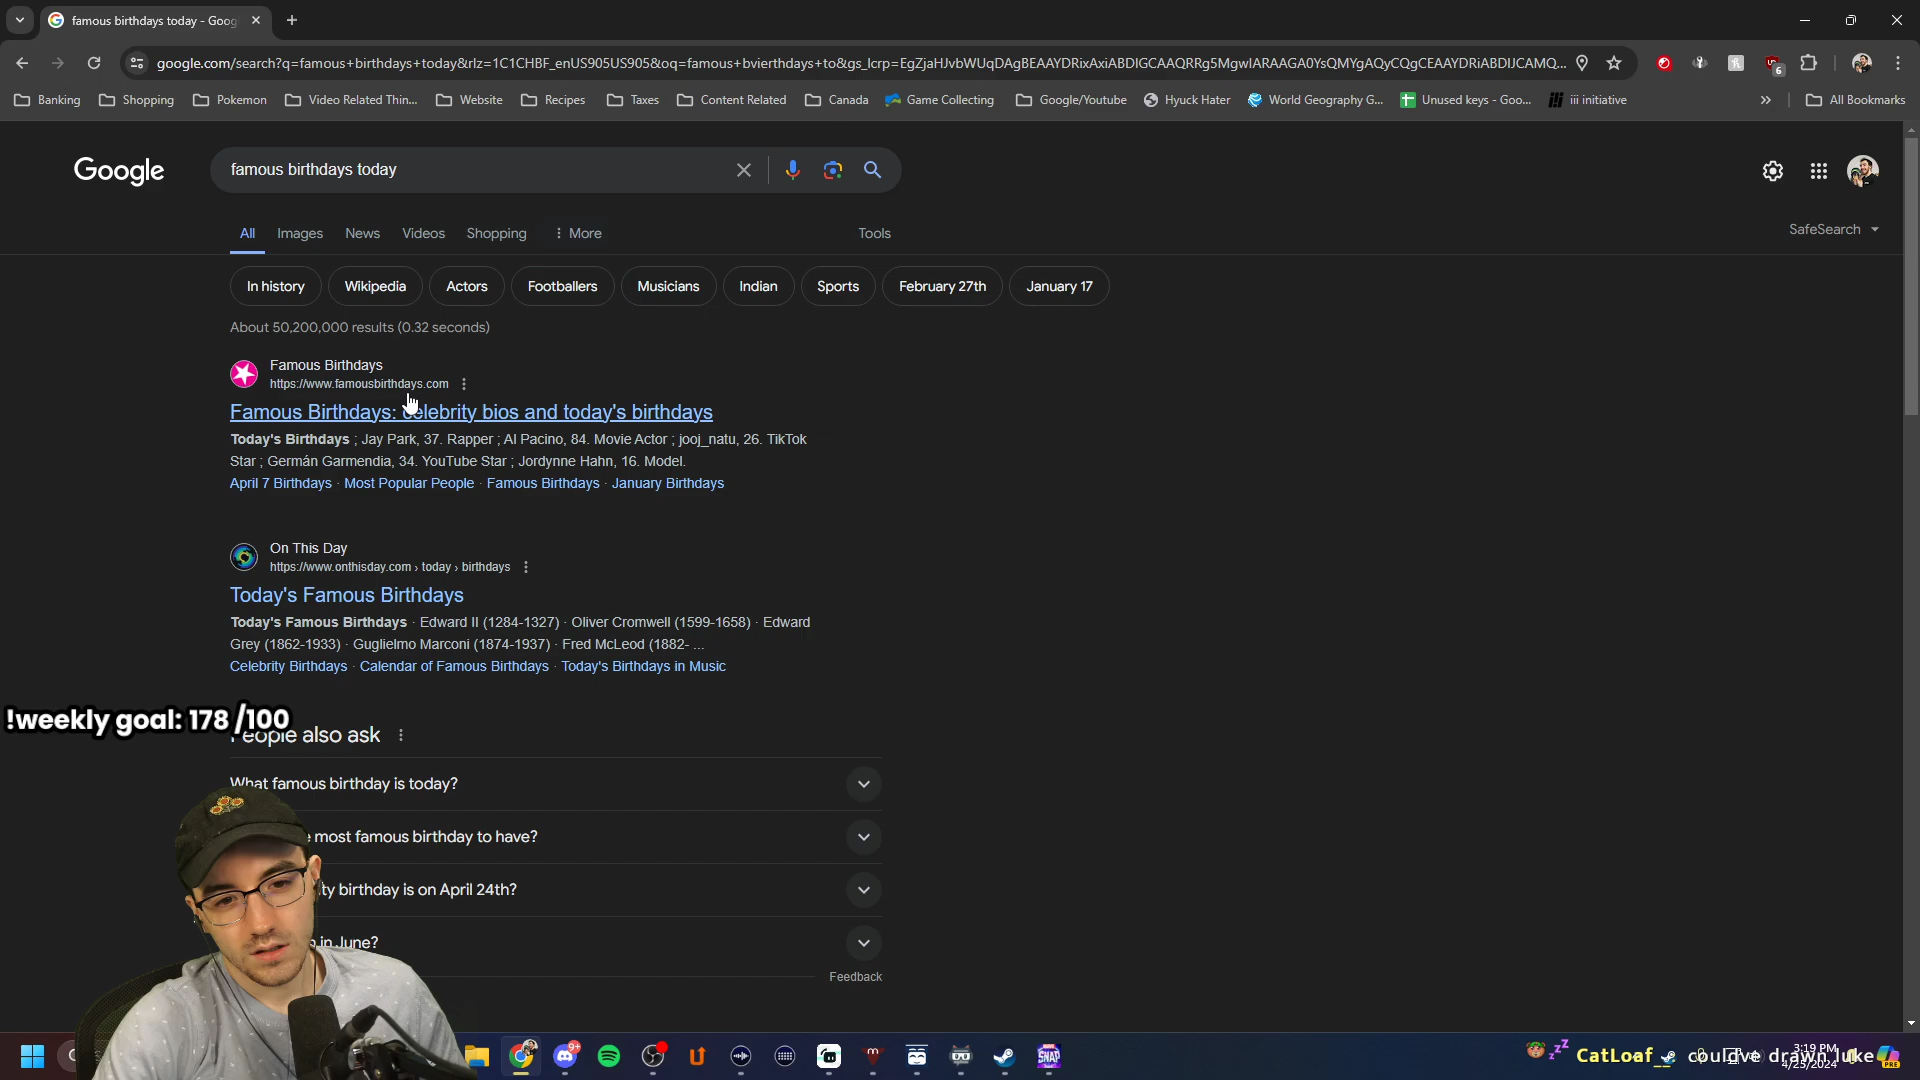 famous birthdays today - Goog
google.com/search?q=famous+birthdays+today&rlz=1C1CHBF_enUS905US905&oq=famous+bvierthdays+to&gs_lcrp=EgZjaHJvbWUqDAgBEAAYDRixAxiABDIGCAAQRRg5MgwIARAAGA0YsQMYgAQyCQgCEAAYDRiABDIJCAMQ...
Banking
Shopping
Pokemon
Video Related Thin...
Website
Recipes
Taxes
Content Related
Canada
Game Collecting
Google/Youtube
Hyuck Hater
World Geography G...
Unused keys - Goo...
iii initiative
»
All Bookmarks
Google
famous birthdays today
All Images News Videos Shopping More Tools
SafeSearch
In history Wikipedia Actors Footballers Musicians Indian Sports February 27th January 17
About 50,200,000 results (0.32 seconds)
Famous Birthdays
https://www.famousbirthdays.com
Famous Birthdays: celebrity bios and today's birthdays
Today's Birthdays ; Jay Park, 37. Rapper ; Al Pacino, 84. Movie Actor ; jooj_natu, 26. TikTok
Star ; Germán Garmendia, 34. YouTube Star ; Jordynne Hahn, 16. Model.
April 7 Birthdays · Most Popular People · Famous Birthdays · January Birthdays
On This Day
https://www.onthisday.com › today › birthdays
Today's Famous Birthdays
Today's Famous Birthdays · Edward II (1284-1327) · Oliver Cromwell (1599-1658) · Edward
Grey (1862-1933) · Guglielmo Marconi (1874-1937) · Fred McLeod (1882- ...
Celebrity Birthdays · Calendar of Famous Birthdays · Today's Birthdays in Music
!weekly goal: 178 /100
People also ask
What famous birthday is today?
most famous birthday to have?
birthday is on April 24th?
in June?
Feedback
SNAP
CatLoaf__ couldve drawn luke
3:19 PM
4/25/2024